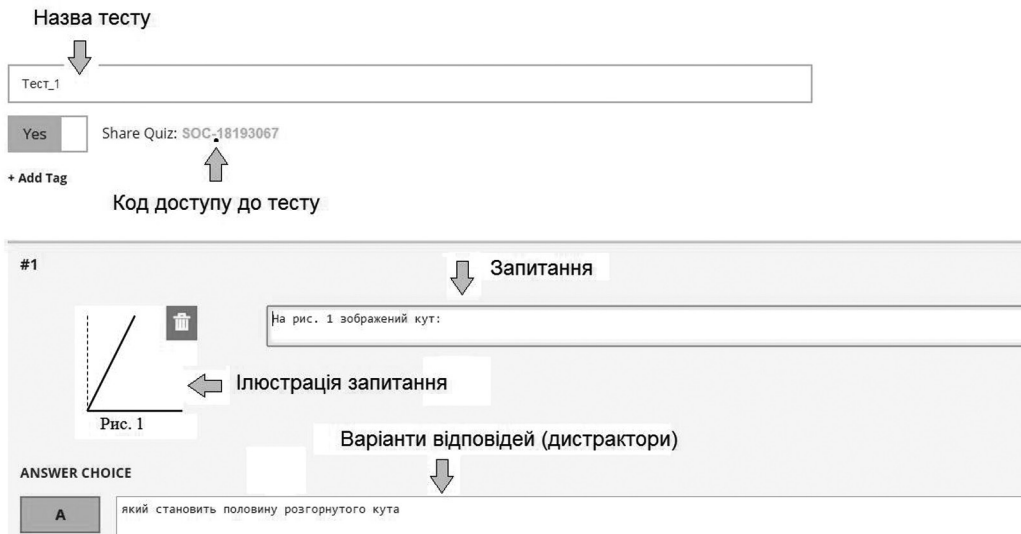 Назва тесту
Тест_1
Yes
Share Quiz: SOC-18193067
+ Add Tag
Код доступу до тесту
#1
Запитання
На рис. 1 зображений кут:
Ілюстрація запитання
Рис. 1
Варіанти відповідей (дистрактори)
ANSWER CHOICE
A
який становить половину розгорнутого кута